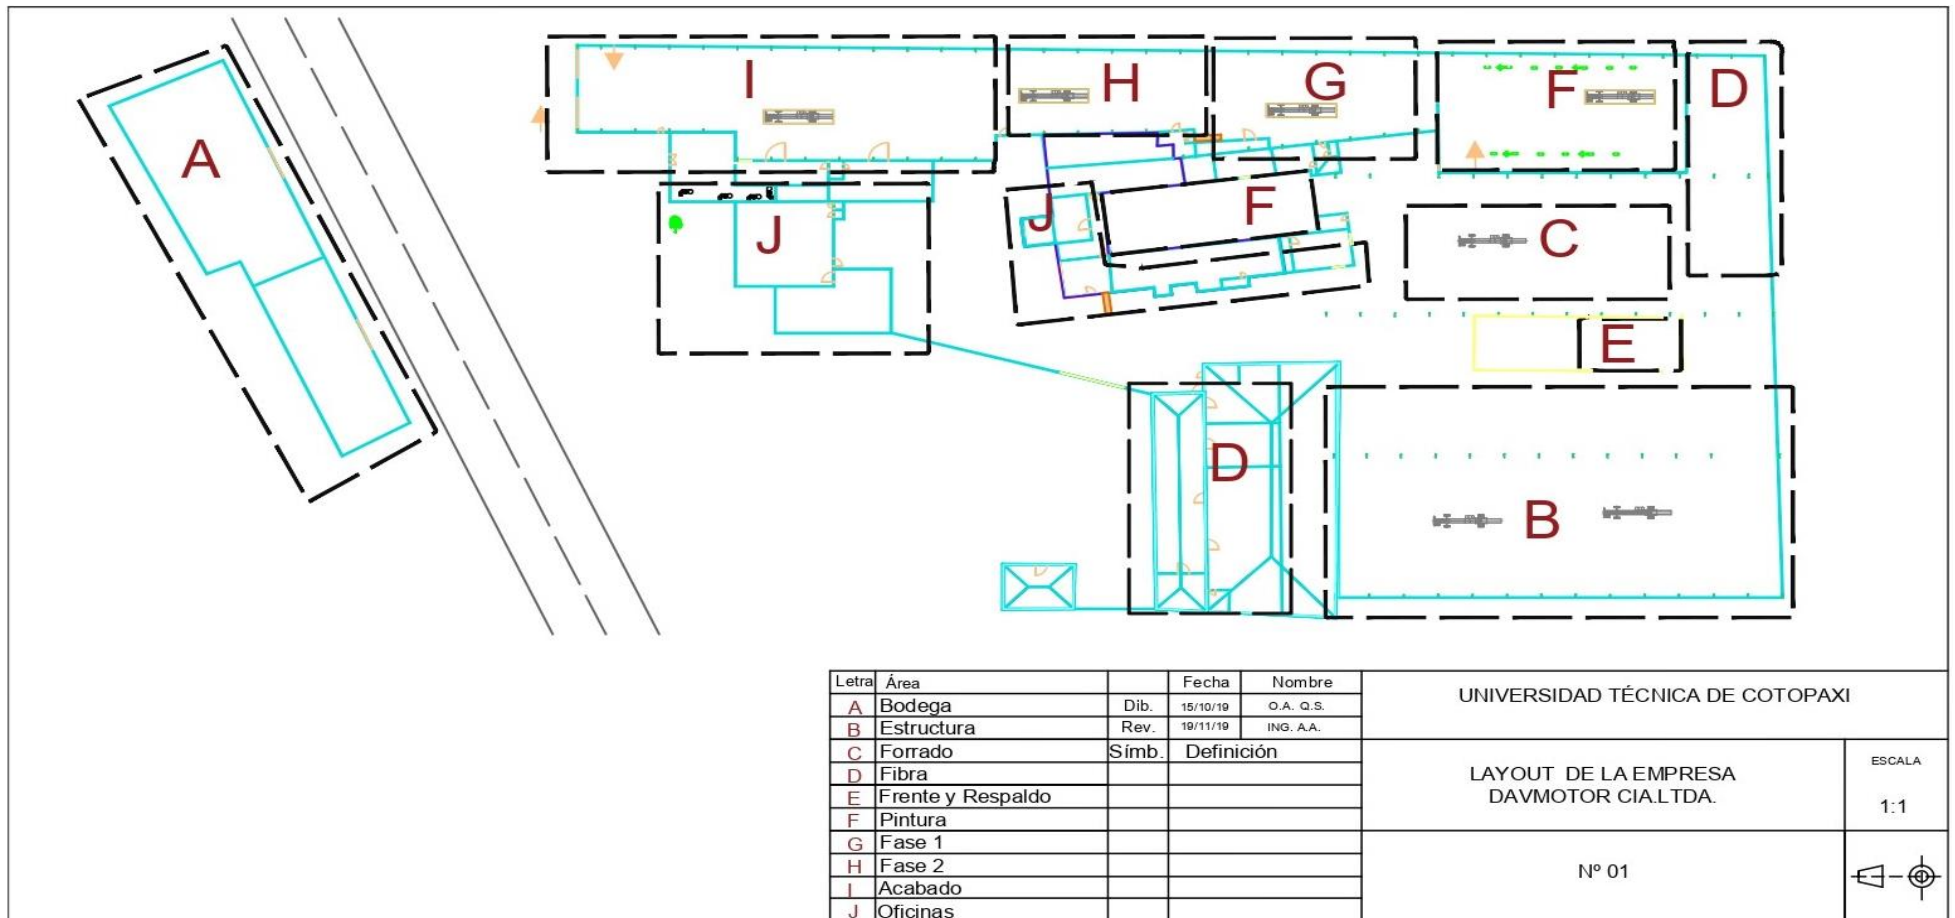 A
I
H
G
F
D
J
J
F
C
E
D
B
Letra Área Fecha Nombre
A Bodega Dib. 15/10/19 O.A. Q.S.
B Estructura Rev. 19/11/19 ING. A.A.
C Forrado Símb. Definición
D Fibra
E Frente y Respaldo
F Pintura
G Fase 1
H Fase 2
I Acabado
J Oficinas
UNIVERSIDAD TÉCNICA DE COTOPAXI
LAYOUT DE LA EMPRESA
DAVMOTOR CIA.LTDA.
ESCALA
1:1
Nº 01